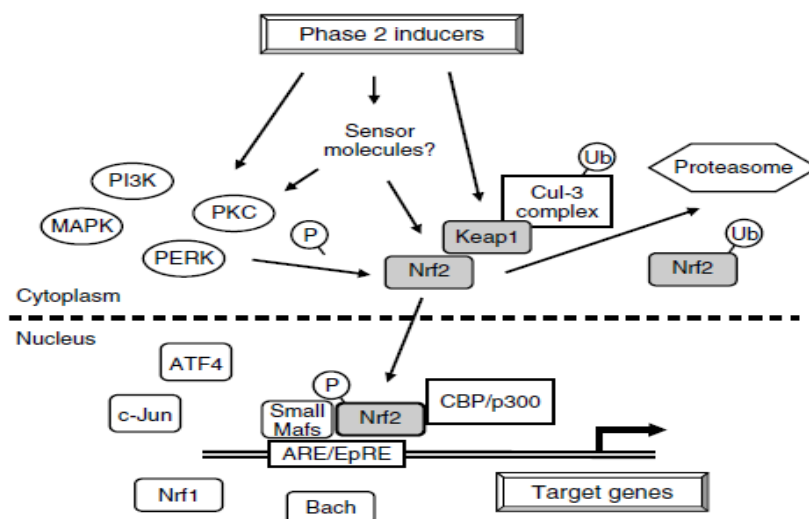 Phase 2 inducers
Sensor
molecules?
Ub
Proteasome
PI3K
Cul-3
complex
MAPK
PKC
P
Keap1
Ub
PERK
Nrf2
Nrf2
Cytoplasm
Nucleus
ATF4
P
CBP/p300
c-Jun
Small
Mafs
Nrf2
ARE/EpRE
Nrf1
Bach
Target genes